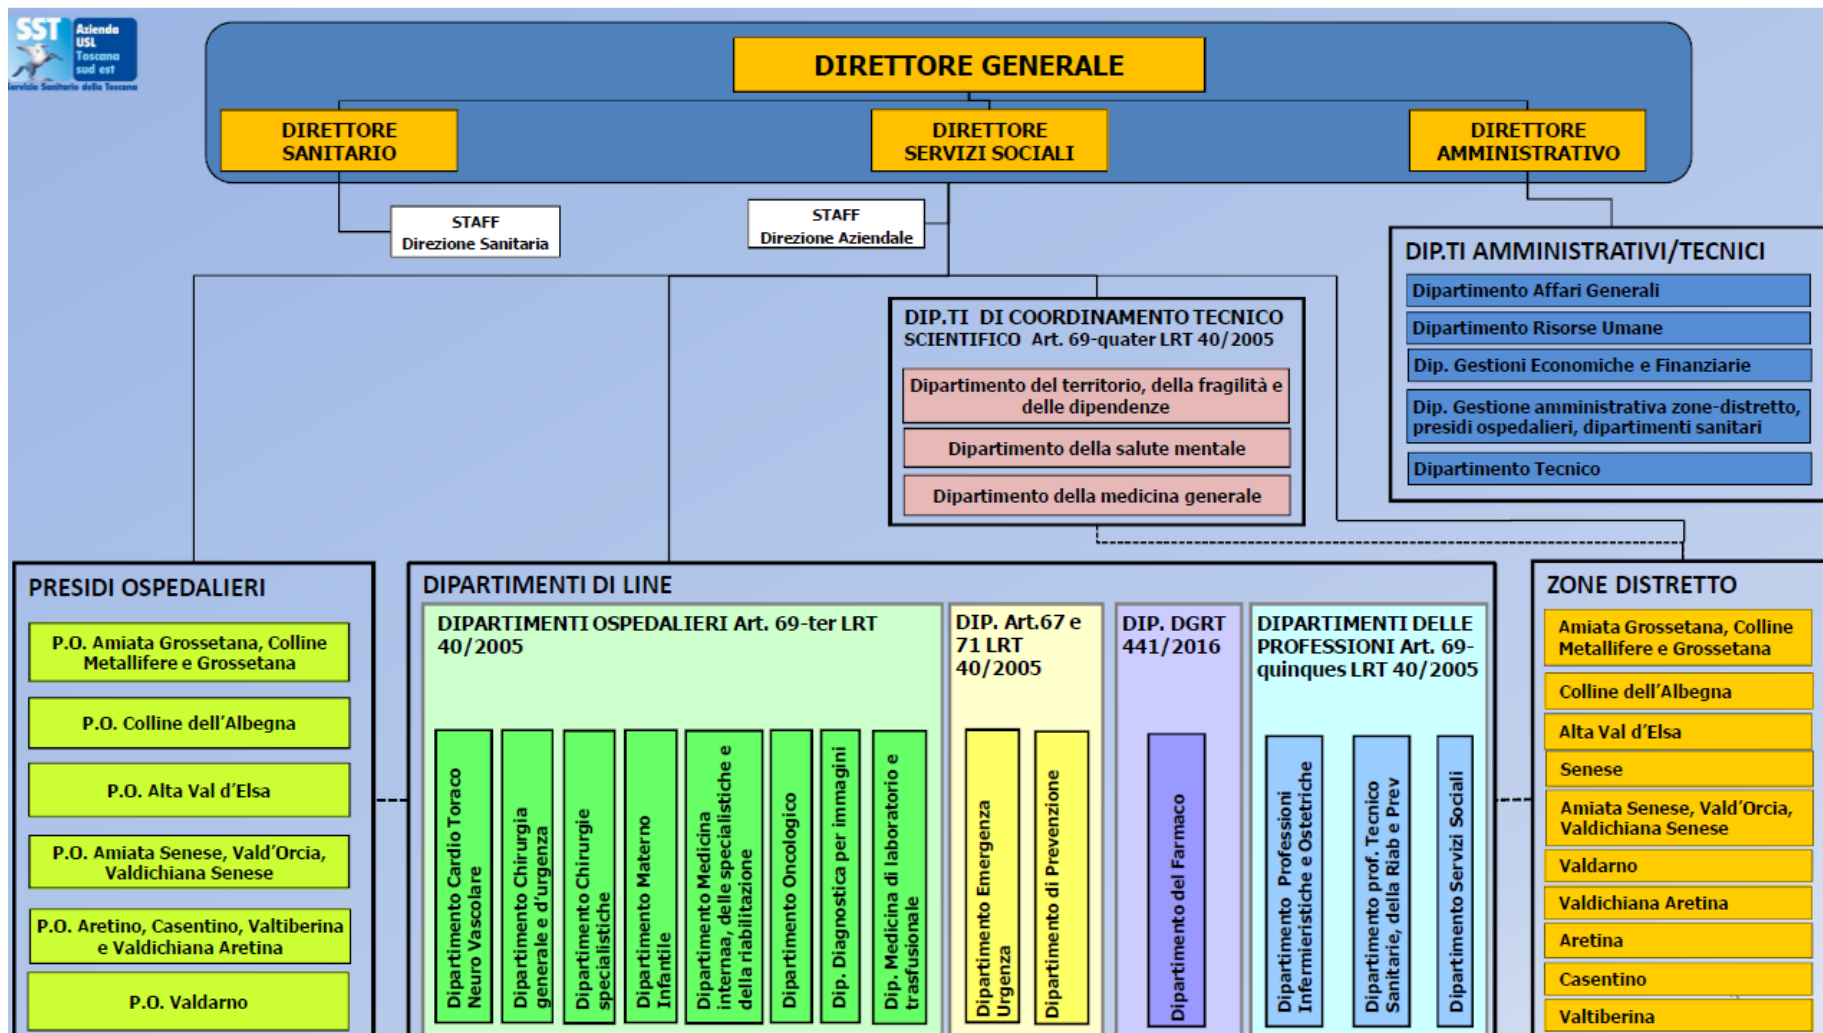 SST
Azienda
USL
Toscana
sud est
Servizio Sanitario della Toscana
DIRETTORE GENERALE
DIRETTORE
SANITARIO
DIRETTORE
SERVIZI SOCIALI
DIRETTORE
AMMINISTRATIVO
STAFF
Direzione Sanitaria
STAFF
Direzione Aziendale
DIP.TI AMMINISTRATIVI/TECNICI
Dipartimento Affari Generali
Dipartimento Risorse Umane
Dip. Gestioni Economiche e Finanziarie
Dip. Gestione amministrativa zone-distretto,
presidi ospedalieri, dipartimenti sanitari
Dipartimento Tecnico
DIP.TI DI COORDINAMENTO TECNICO
SCIENTIFICO Art. 69-quater LRT 40/2005
Dipartimento del territorio, della fragilità e
delle dipendenze
Dipartimento della salute mentale
Dipartimento della medicina generale
PRESIDI OSPEDALIERI
P.O. Amiata Grossetana, Colline
Metallifere e Grossetana
P.O. Colline dell'Albegna
P.O. Alta Val d'Elsa
P.O. Amiata Senese, Vald'Orcia,
Valdichiana Senese
P.O. Aretino, Casentino, Valtiberina
e Valdichiana Aretina
P.O. Valdarno
DIPARTIMENTI DI LINE
DIPARTIMENTI OSPEDALIERI Art. 69-ter LRT
40/2005
Dipartimento Cardio Toraco
Neuro Vascolare
Dipartimento Chirurgia
generale e d'urgenza
Dipartimento Chirurgie
specialistiche
Dipartimento Materno
Infantile
Dipartimento Medicina
interna, delle specialistiche e
della riabilitazione
Dipartimento Oncologico
Dip. Diagnostica per immagini
Dip. Medicina di laboratorio e
trasfusionale
DIP. Art.67 e
71 LRT
40/2005
Dipartimento Emergenza
Urgenza
Dipartimento di Prevenzione
DIP. DGRT
441/2016
Dipartimento del Farmaco
DIPARTIMENTI DELLE
PROFESSIONI Art. 69-
quinques LRT 40/2005
Dipartimento Professioni
Infermieristiche e Ostetriche
Dipartimento prof. Tecnico
Sanitarie, della Riab e Prev
Dipartimento Servizi Sociali
ZONE DISTRETTO
Amiata Grossetana, Colline
Metallifere e Grossetana
Colline dell'Albegna
Alta Val d'Elsa
Senese
Amiata Senese, Vald'Orcia,
Valdichiana Senese
Valdarno
Valdichiana Aretina
Aretina
Casentino
Valtiberina